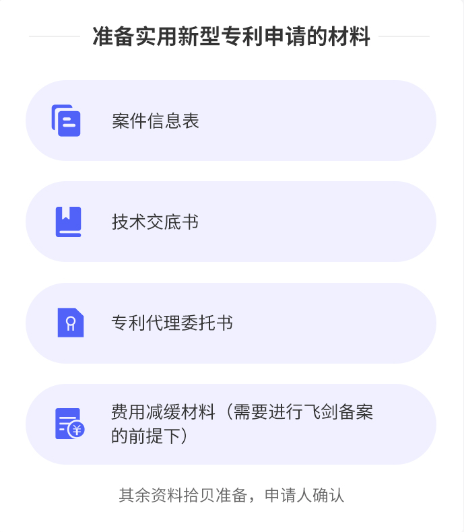 准备实用新型专利申请的材料
案件信息表
技术交底书
专利代理委托书
费用减缓材料（需要进行飞剑备案
的前提下）
其余资料拾贝准备，申请人确认